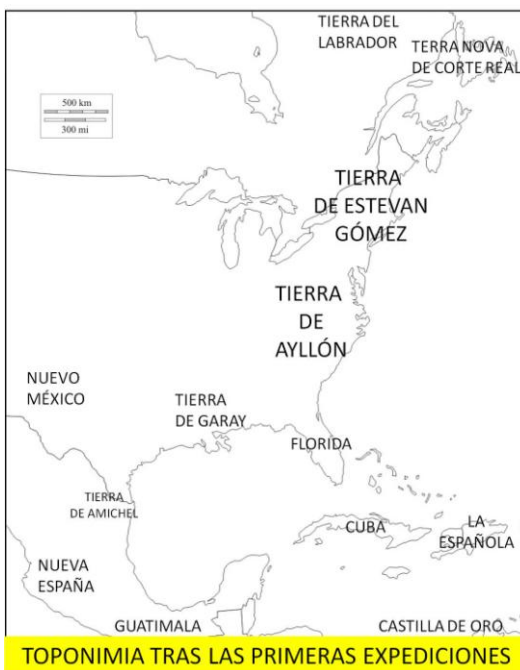 TIERRA DEL
LABRADOR
TERRA NOVA
DE CORTE REAL
500 km
300 mi
TIERRA
DE ESTEVAN
GÓMEZ
TIERRA
DE
AYLLÓN
NUEVO
MÉXICO
TIERRA
DE GARAY
FLORIDA
TIERRA
DE AMICHEL
CUBA
LA
ESPAÑOLA
NUEVA
ESPAÑA
GUATIMALA
CASTILLA DE ORO
TOPONIMIA TRAS LAS PRIMERAS EXPEDICIONES